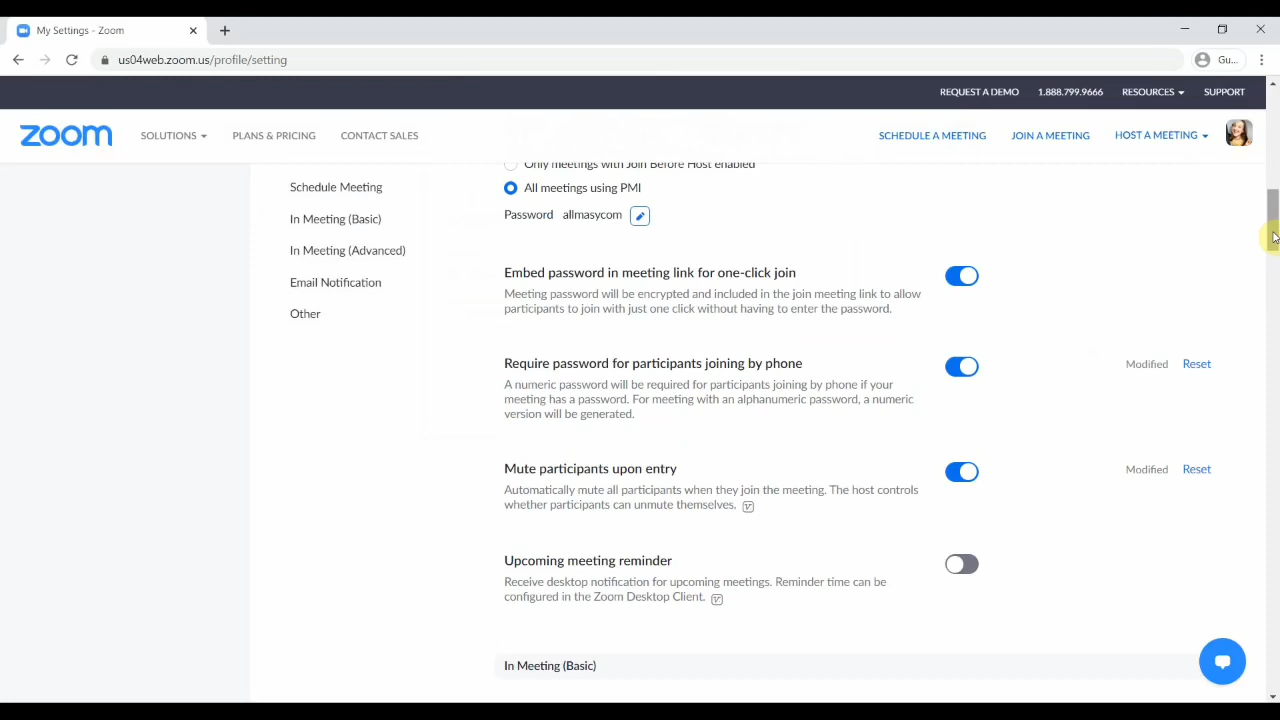 My Settings - Zoom
us04web.zoom.us/profile/setting
Gu...
REQUEST A DEMO 1.888.799.9666 RESOURCES SUPPORT
zoom SOLUTIONS PLANS & PRICING CONTACT SALES SCHEDULE A MEETING JOIN A MEETING HOST A MEETING
Only meetings with Join Before Host enabled
Schedule Meeting
All meetings using PMI
Password allmasycom
In Meeting (Basic)
In Meeting (Advanced)
Email Notification
Other
Embed password in meeting link for one-click join
Meeting password will be encrypted and included in the join meeting link to allow
participants to join with just one click without having to enter the password.
Require password for participants joining by phone
Modified Reset
A numeric password will be required for participants joining by phone if your
meeting has a password. For meeting with an alphanumeric password, a numeric
version will be generated.
Mute participants upon entry
Modified Reset
Automatically mute all participants when they join the meeting. The host controls
whether participants can unmute themselves.
Upcoming meeting reminder
Receive desktop notification for upcoming meetings. Reminder time can be
configured in the Zoom Desktop Client.
In Meeting (Basic)